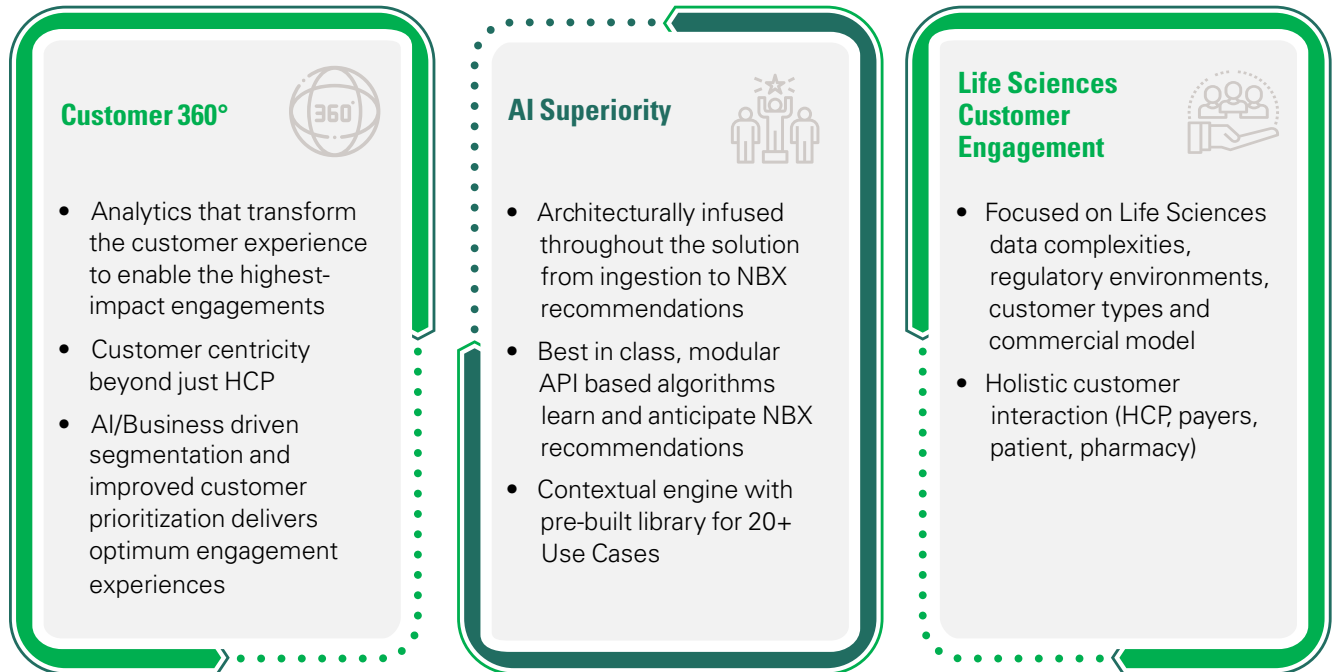 Customer 360°
360°
• Analytics that transform
the customer experience
to enable the highest-
impact engagements
• Customer centricity
beyond just HCP
• AI/Business driven
segmentation and
improved customer
prioritization delivers
optimum engagement
experiences
AI Superiority
• Architecturally infused
throughout the solution
from ingestion to NBX
recommendations
• Best in class, modular
API based algorithms
learn and anticipate NBX
recommendations
• Contextual engine with
pre-built library for 20+
Use Cases
Life Sciences
Customer
Engagement
• Focused on Life Sciences
data complexities,
regulatory environments,
customer types and
commercial model
• Holistic customer
interaction (HCP, payers,
patient, pharmacy)